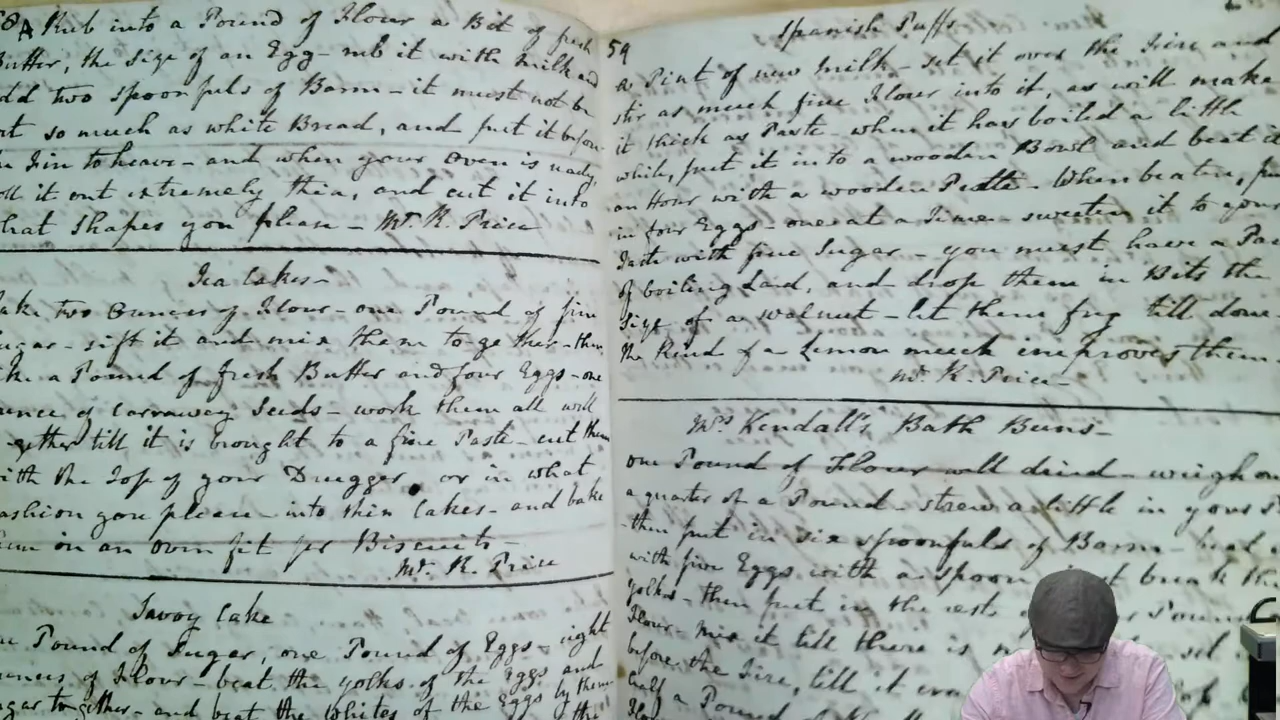 58
Rub into a Pound of Flour a Bit of fresh
Butter, the Size of an Egg - rub it with Milk and
add two spoonfuls of Barm - it must not be
so much as white Bread, and put it before
Fire to heave - and when your Oven is ready
it out extremely thin, and cut it into
what Shapes you please - Mrs. K. Price
Tea Cakes -
take two Ounces of Flour - one Pound of fine
Sugar - sift it and mix them together - then
a Pound of fresh Butter and four Eggs - one
ounce of Carraway Seeds - work them all well
together till it is brought to a fine Paste - cut them
with the Top of your Drugger, or in what
fashion you please - into thin Cakes - and bake
in an Oven fit for Biscuits -
Mrs. K. Price
Savoy Cake
Pound of Sugar, one Pound of Eggs - eight
ounces of Flour - beat the yolks of the Eggs and
Sugar together - and beat the Whites of the Eggs by them
the
59
Spanish Puffs
a Pint of new Milk - set it over the Fire and
stir as much fine Flour into it, as will make
it thick as Paste - when it has boiled a little
while, put it into a wooden Bowl and beat it
an Hour with a wooden Pestle - When beaten, put
in four Eggs - one at a Time - sweeten it to your
Taste with fine Sugar - you must have a Pan
of boiling Lard, and drop them in Bits the
Size of a walnut - let them fry till done
the Rind of a Lemon much improves them.
Mrs. K. Price -
Mrs. Kendall's Bath Buns -
one Pound of Flour well dried - weigh out
a quarter of a Pound - strew a little in your
then put in six spoonfuls of Barm - beat
with five Eggs with a spoon break the
yolks - then put in the rest of Pound
Flour - mix it till there is set
before the Fire, till it
half a Pound of
Flour